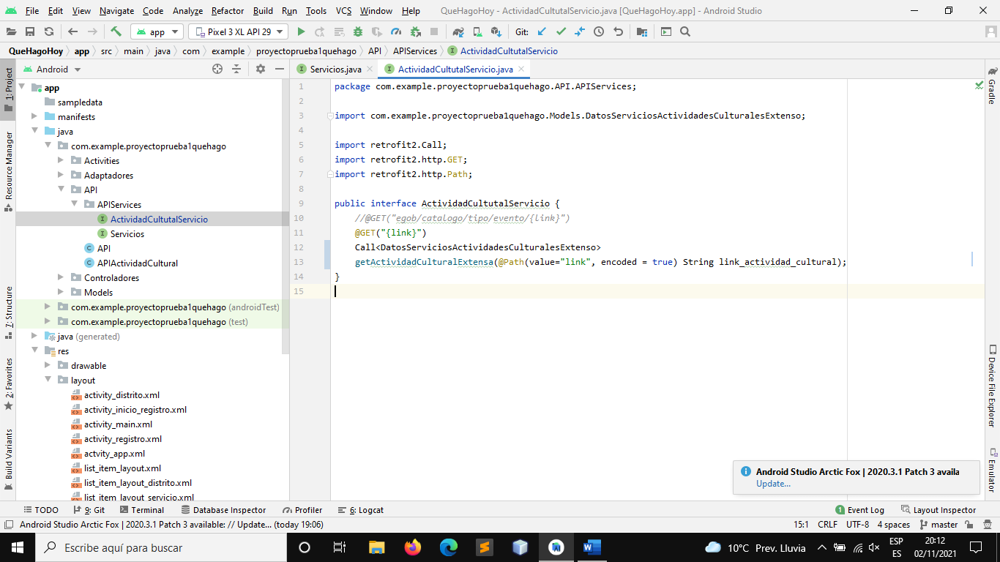 File Edit View Navigate Code Analyze Refactor Build Run Tools VCS Window Help QueHagoHoy - ActividadCultutalServicio.java [QueHagoHoy.app] - Android Studio
app Pixel 3 XL API 29 Git:
QueHagoHoy app src main java com example proyectoprueba1quehago API APIServices ActividadCultutalServicio
Android
Servicios.java
ActividadCultutalServicio.java
1: Project
Resource Manager
7: Structure
2: Favorites
Build Variants
app
sampledata
manifests
java
com.example.proyectoprueba1quehago
Activities
Adaptadores
API
APIServices
ActividadCultutalServicio
Servicios
API
APIActividadCultural
Controladores
Models
com.example.proyectoprueba1quehago (androidTest)
com.example.proyectoprueba1quehago (test)
java (generated)
res
drawable
layout
activity_distrito.xml
activity_inicio_registro.xml
activity_main.xml
activity_registro.xml
actvity_app.xml
list_item_layout.xml
list_item_layout_distrito.xml
list_item_layout_servicio.xml
1 package com.example.proyectoprueba1quehago.API.APIServices;
2
3 import com.example.proyectoprueba1quehago.Models.DatosServiciosActividadesCulturalesExtenso;
4
5 import retrofit2.Call;
6 import retrofit2.http.GET;
7 import retrofit2.http.Path;
8
9 public interface ActividadCultutalServicio {
10 //@GET("egob/catalogo/tipo/evento/{link}")
11 @GET("{link}")
12 Call<DatosServiciosActividadesCulturalesExtenso>
13 getActividadCulturalExtensa(@Path(value="link", encoded = true) String link_actividad_cultural);
14 }
15
Gradle
Device File Explorer
Emulator
Android Studio Arctic Fox | 2020.3.1 Patch 3 availa
Update...
TODO 9: Git Terminal Database Inspector Profiler 6: Logcat 1 Event Log Layout Inspector
Android Studio Arctic Fox | 2020.3.1 Patch 3 available: // Update... (today 19:06) 15:1 CRLF UTF-8 4 spaces master
Escribe aquí para buscar
10°C Prev. Lluvia
ESP
ES
20:12
02/11/2021